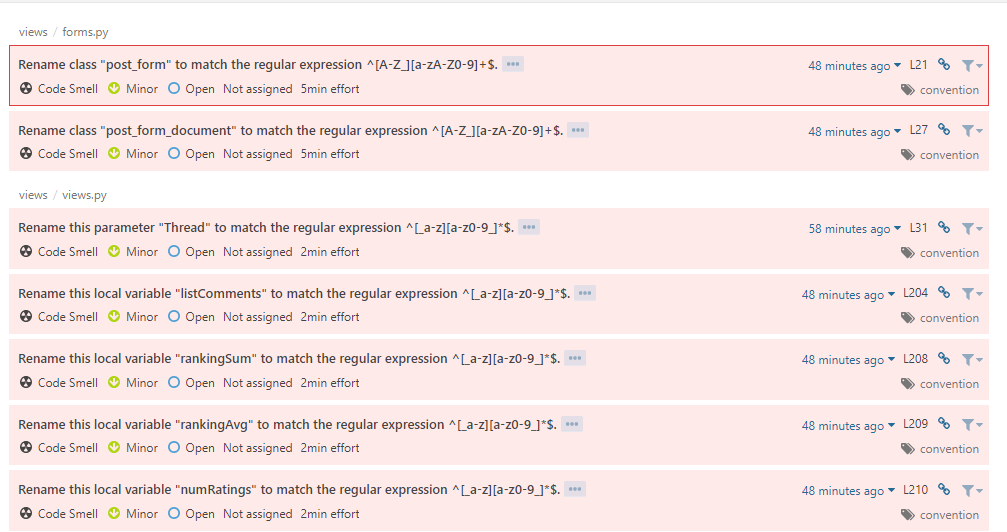 views / forms.py
Rename class "post_form" to match the regular expression ^[A-Z_][a-zA-Z0-9]+$. ••• 48 minutes ago L21
Code Smell Minor Open Not assigned 5min effort convention
Rename class "post_form_document" to match the regular expression ^[A-Z_][a-zA-Z0-9]+$. ••• 48 minutes ago L27
Code Smell Minor Open Not assigned 5min effort convention
views / views.py
Rename this parameter "Thread" to match the regular expression ^[_a-z][a-z0-9_]*$. ••• 58 minutes ago L31
Code Smell Minor Open Not assigned 2min effort convention
Rename this local variable "listComments" to match the regular expression ^[_a-z][a-z0-9_]*$. ••• 48 minutes ago L204
Code Smell Minor Open Not assigned 2min effort convention
Rename this local variable "rankingSum" to match the regular expression ^[_a-z][a-z0-9_]*$. ••• 48 minutes ago L208
Code Smell Minor Open Not assigned 2min effort convention
Rename this local variable "rankingAvg" to match the regular expression ^[_a-z][a-z0-9_]*$. ••• 48 minutes ago L209
Code Smell Minor Open Not assigned 2min effort convention
Rename this local variable "numRatings" to match the regular expression ^[_a-z][a-z0-9_]*$. ••• 48 minutes ago L210
Code Smell Minor Open Not assigned 2min effort convention